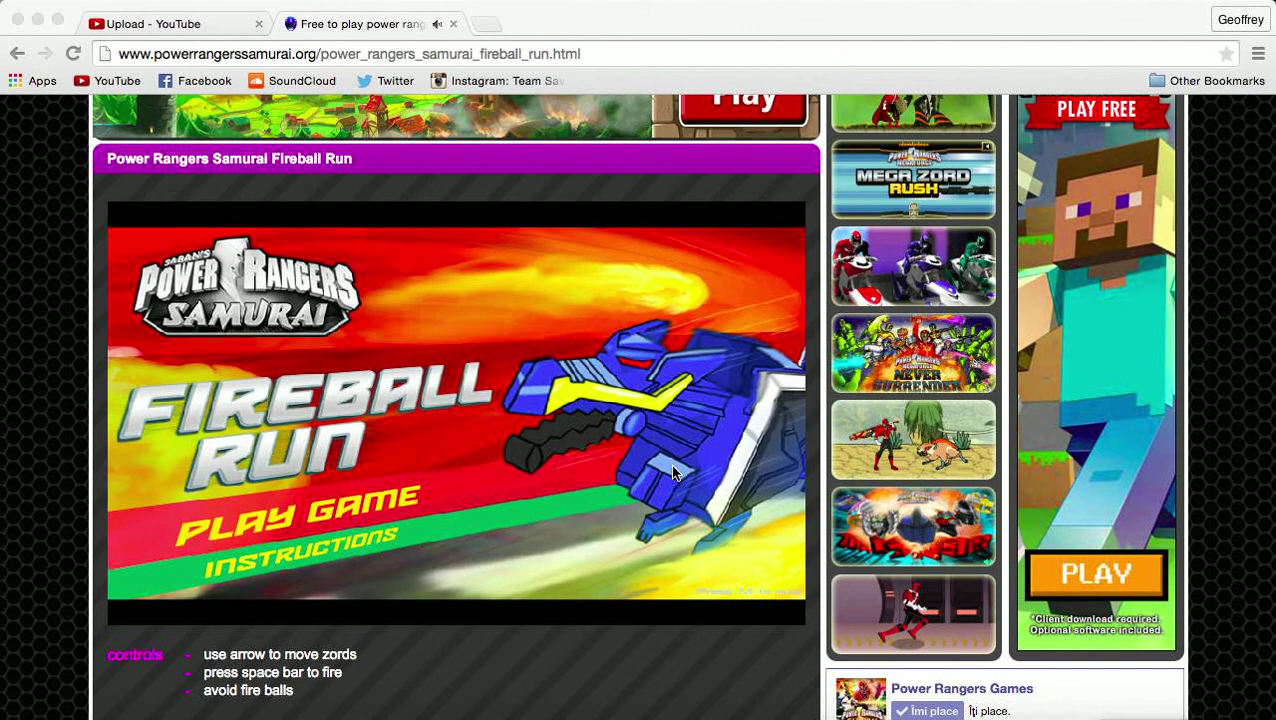 Upload - YouTube
Free to play power rang
Geoffrey
www.powerrangerssamurai.org/power_rangers_samurai_fireball_run.html
Apps
YouTube
Facebook
SoundCloud
Twitter
Instagram: Team Sav
Other Bookmarks
Play
PLAY FREE
Power Rangers Samurai Fireball Run
SABAN'S
POWER RANGERS
SAMURAI
FIREBALL
RUN
PLAY GAME
INSTRUCTIONS
POWER RANGERS
MEGA ZORD
RUSH
NEVER
SURRENDER
PLAY
*Client download required.
Optional software included.
controls
- use arrow to move zords
- press space bar to fire
- avoid fire balls
Power Rangers Games
Îmi place
Îți place.